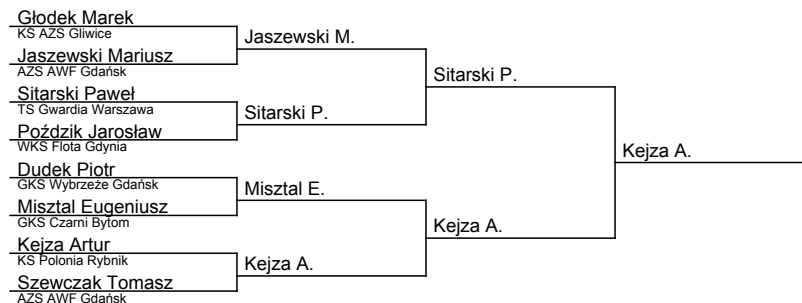 Głodek Marek
KS AZS Gliwice
Jaszewski M.
Jaszewski Mariusz
AZS AWF Gdańsk
Sitarski P.
Sitarski Paweł
TS Gwardia Warszawa
Sitarski P.
Poździk Jarosław
WKS Flota Gdynia
Kejza A.
Dudek Piotr
GKS Wybrzeże Gdańsk
Misztal E.
Misztal Eugeniusz
GKS Czarni Bytom
Kejza A.
Kejza Artur
KS Polonia Rybnik
Kejza A.
Szewczak Tomasz
AZS AWF Gdańsk